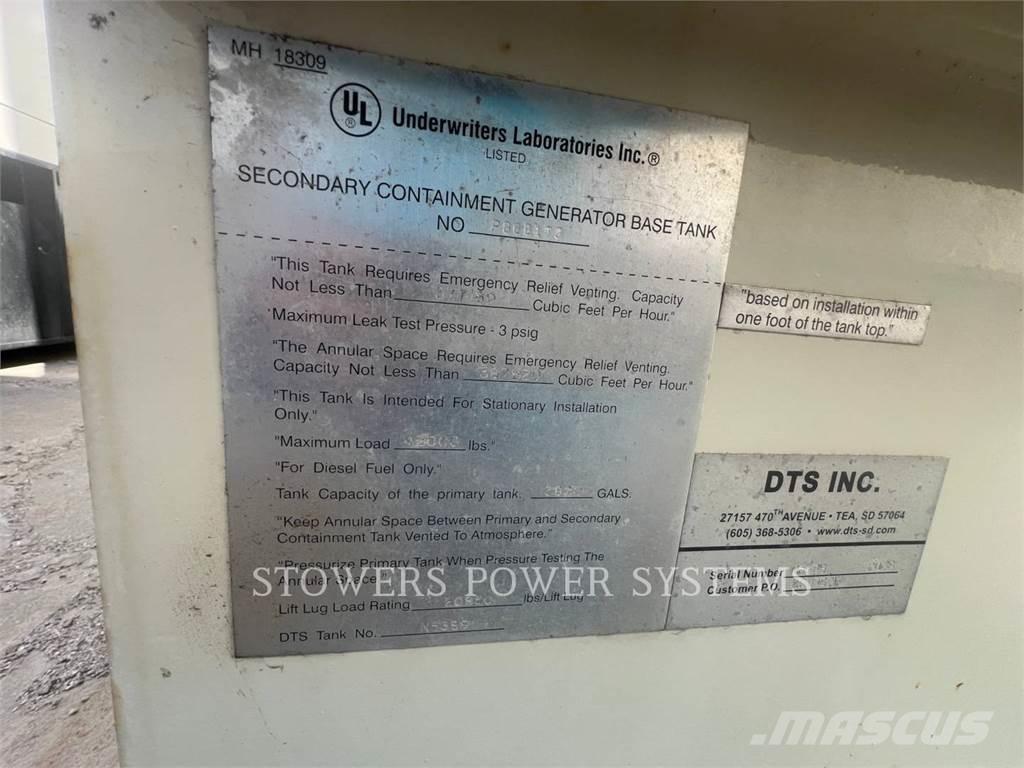 MH 18309
UL
®
Underwriters Laboratories Inc.®
LISTED
SECONDARY CONTAINMENT GENERATOR BASE TANK
NO
"This Tank Requires Emergency Relief Venting. Capacity
Not Less Than Cubic Feet Per Hour."
"Maximum Leak Test Pressure - 3 psig
"The Annular Space Requires Emergency Relief Venting.
Capacity Not Less Than Cubic Feet Per Hour."
"This Tank Is Intended For Stationary Installation
Only."
"Maximum Load lbs."
"For Diesel Fuel Only."
Tank Capacity of the primary tank. GALS.
"Keep Annular Space Between Primary and Secondary
Containment Tank Vented To Atmosphere."
"Pressurize Primary Tank When Pressure Testing The
Annular Space
Lift Lug Load Rating lbs/Lift Lug
DTS Tank No.
"based on installation within
one foot of the tank top."
DTS INC.
27157 470TH AVENUE • TEA, SD 57064
(605) 368-5306 • www.dts-sd.com
Serial Number
Customer P.O.
STOWERS POWER SYSTEMS
MASCUS